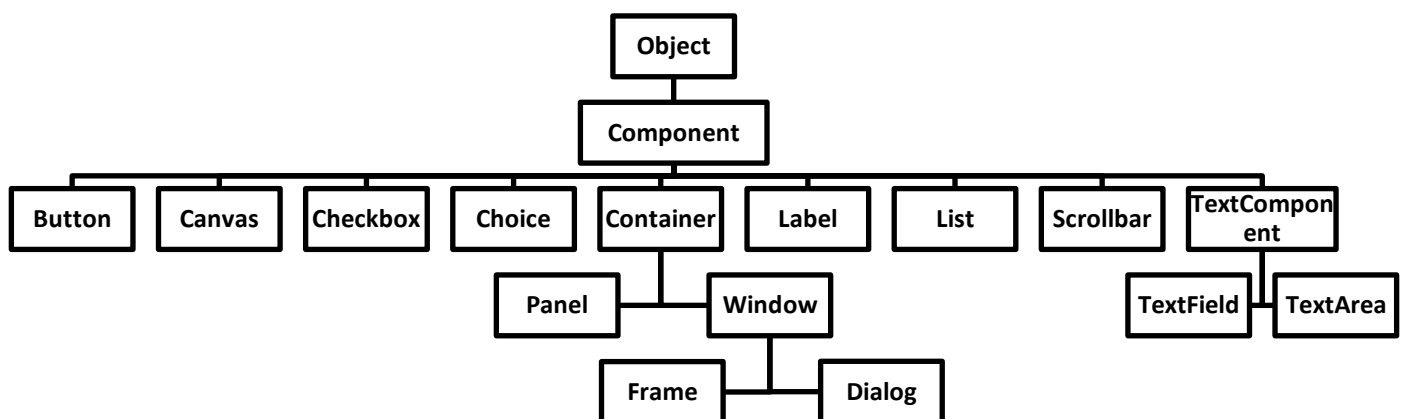 Object
Component
Button Canvas Checkbox Choice Container Label List Scrollbar TextCompon
ent
Panel Window TextField TextArea
Frame Dialog